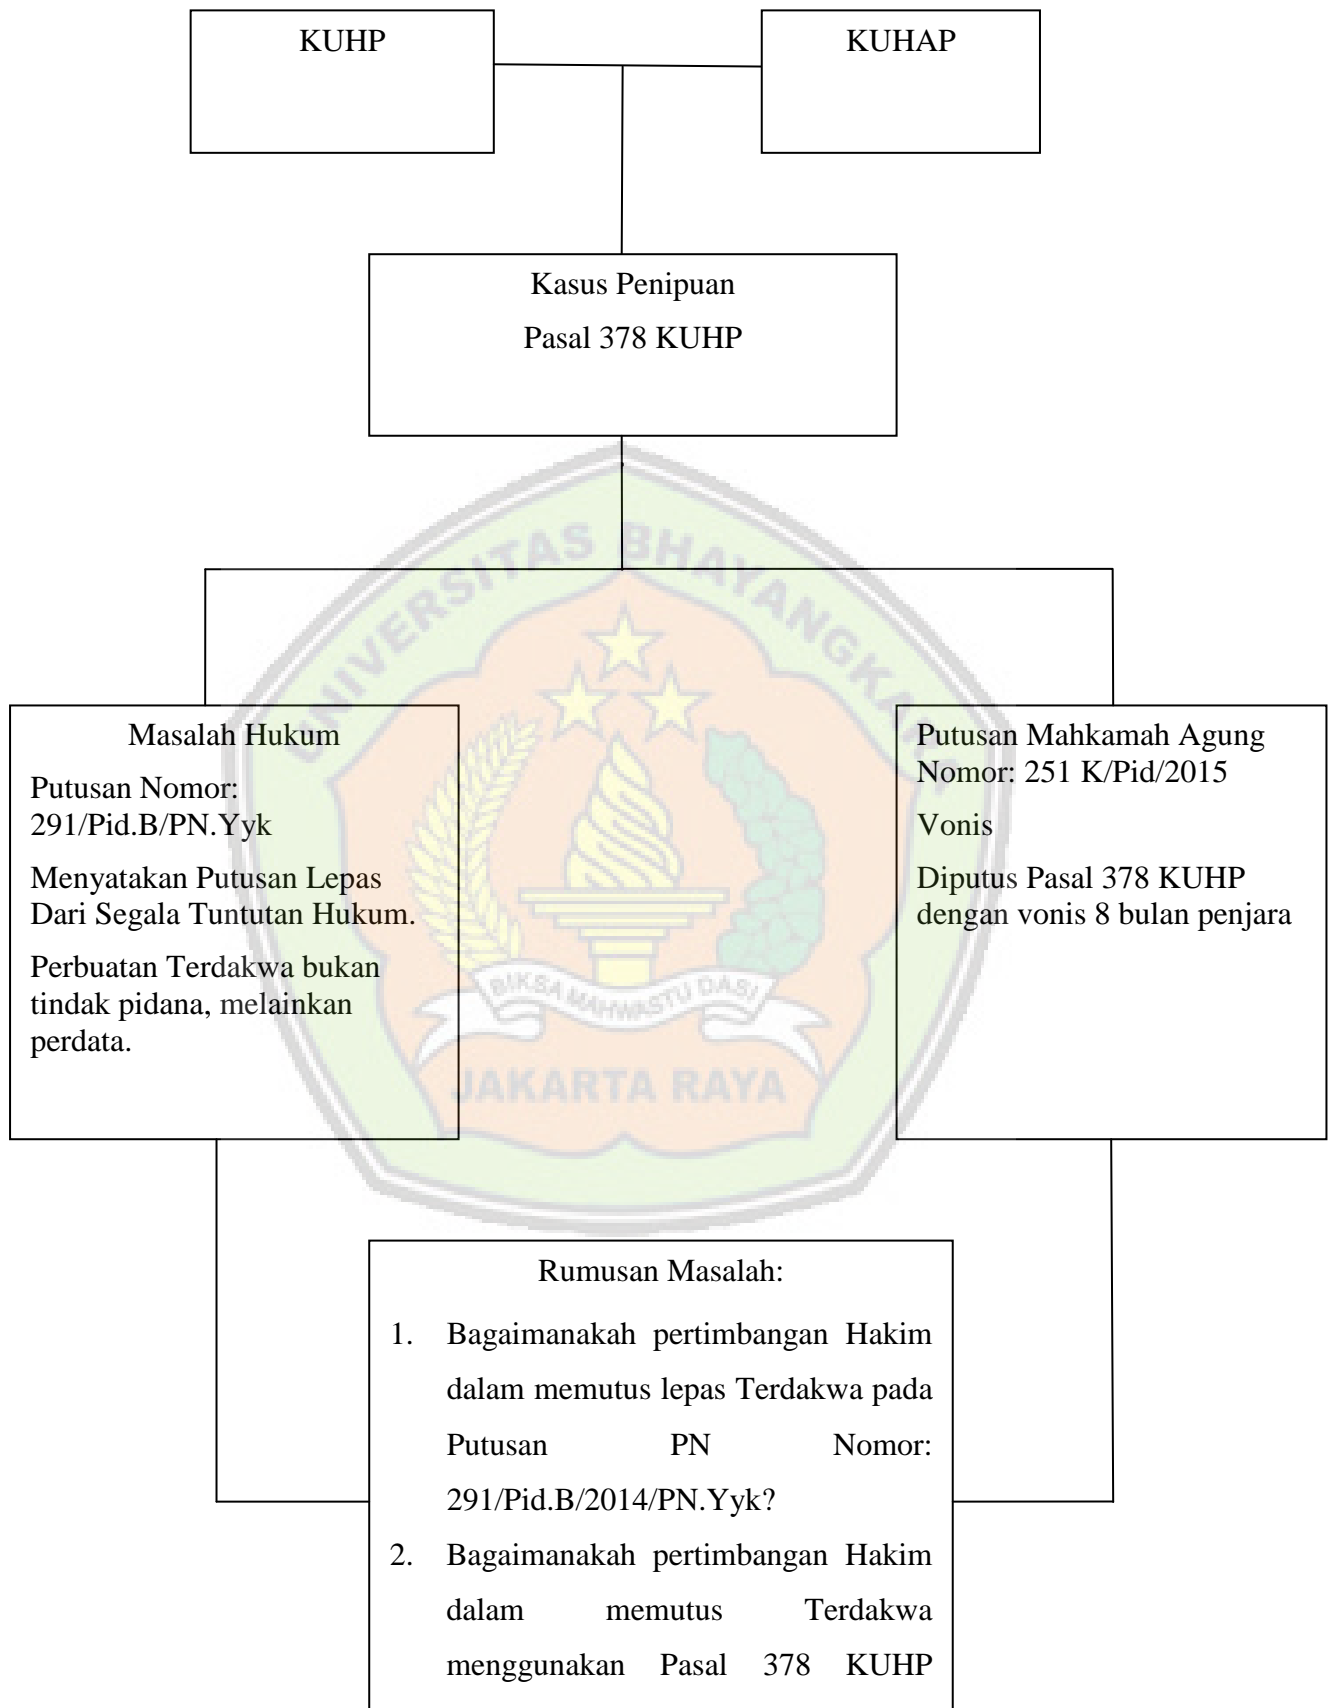 KUHP
KUHAP
Kasus Penipuan
Pasal 378 KUHP
UNIVERSITAS BHAYANGKARA
Masalah Hukum
Putusan Nomor:
291/Pid.B/PN.Yyk
Menyatakan Putusan Lepas
Dari Segala Tuntutan Hukum.
Perbuatan Terdakwa bukan
tindak pidana, melainkan
perdata.
Putusan Mahkamah Agung
Nomor: 251 K/Pid/2015
Vonis
Diputus Pasal 378 KUHP
dengan vonis 8 bulan penjara
BIKSA MAHWASTU DASI
JAKARTA RAYA
Rumusan Masalah:
1. Bagaimanakah pertimbangan Hakim
dalam memutus lepas Terdakwa pada
Putusan PN Nomor:
291/Pid.B/2014/PN.Yyk?
2. Bagaimanakah pertimbangan Hakim
dalam memutus Terdakwa
menggunakan Pasal 378 KUHP